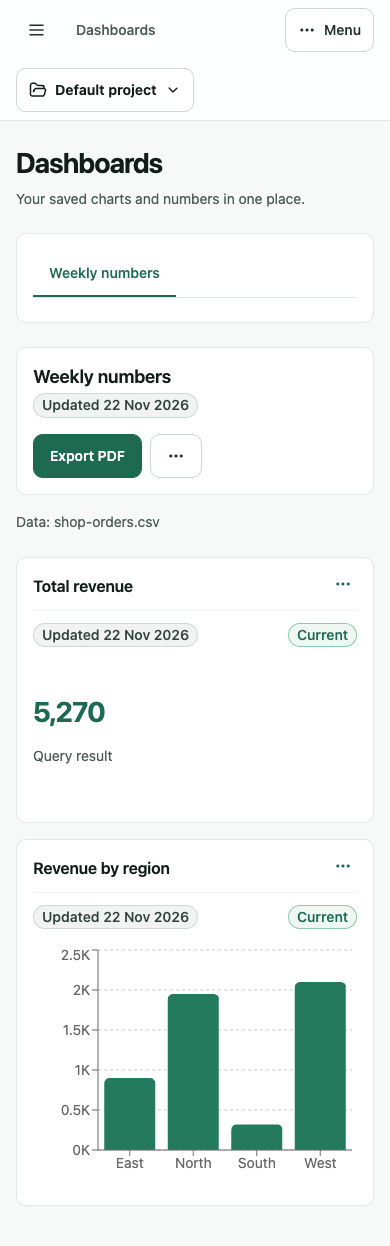 Dashboards
Menu
Default project
Dashboards
Your saved charts and numbers in one place.
Weekly numbers
Weekly numbers
Updated 22 Nov 2026
Export PDF
Data: shop-orders.csv
Total revenue
Updated 22 Nov 2026
Current
5,270
Query result
Revenue by region
Updated 22 Nov 2026
Current
2.5K
2K
1.5K
1K
0.5K
0K
East North South West